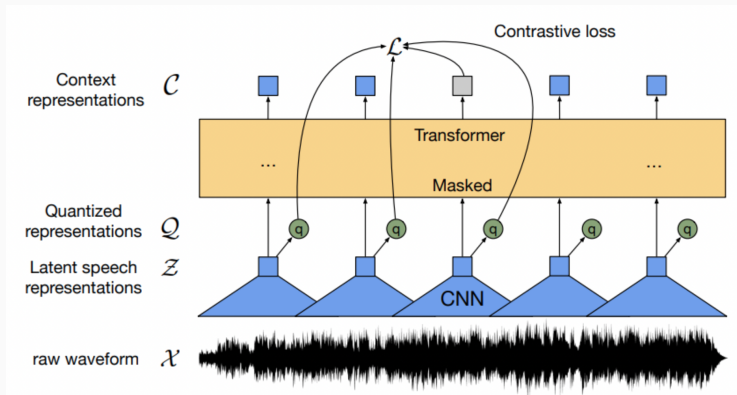 Contrastive loss
ℒ
Context
representations 𝒞
Transformer
... ...
Masked
Quantized
representations 𝒬
q q q q q
Latent speech
representations 𝒵
CNN
raw waveform 𝒳